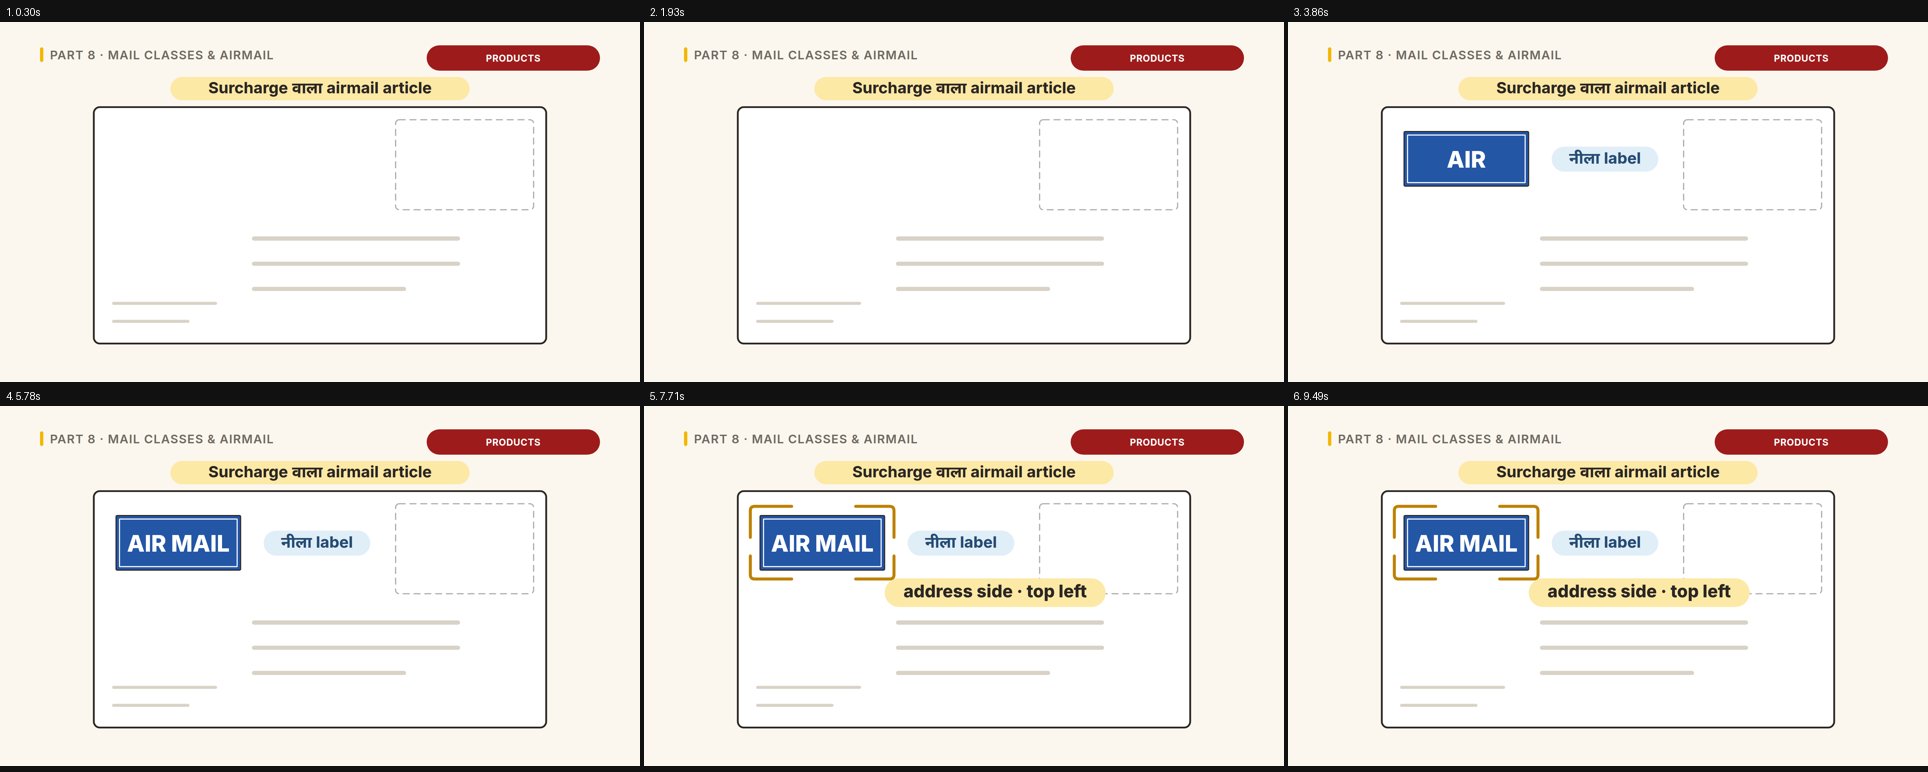 1. 0.30s
PART 8 · MAIL CLASSES & AIRMAIL
PRODUCTS
Surcharge वाला airmail article
2. 1.93s
PART 8 · MAIL CLASSES & AIRMAIL
PRODUCTS
Surcharge वाला airmail article
3. 3.86s
PART 8 · MAIL CLASSES & AIRMAIL
PRODUCTS
Surcharge वाला airmail article
AIR
नीला label
4. 5.78s
PART 8 · MAIL CLASSES & AIRMAIL
PRODUCTS
Surcharge वाला airmail article
AIR MAIL
नीला label
5. 7.71s
PART 8 · MAIL CLASSES & AIRMAIL
PRODUCTS
Surcharge वाला airmail article
AIR MAIL
नीला label
address side · top left
6. 9.49s
PART 8 · MAIL CLASSES & AIRMAIL
PRODUCTS
Surcharge वाला airmail article
AIR MAIL
नीला label
address side · top left